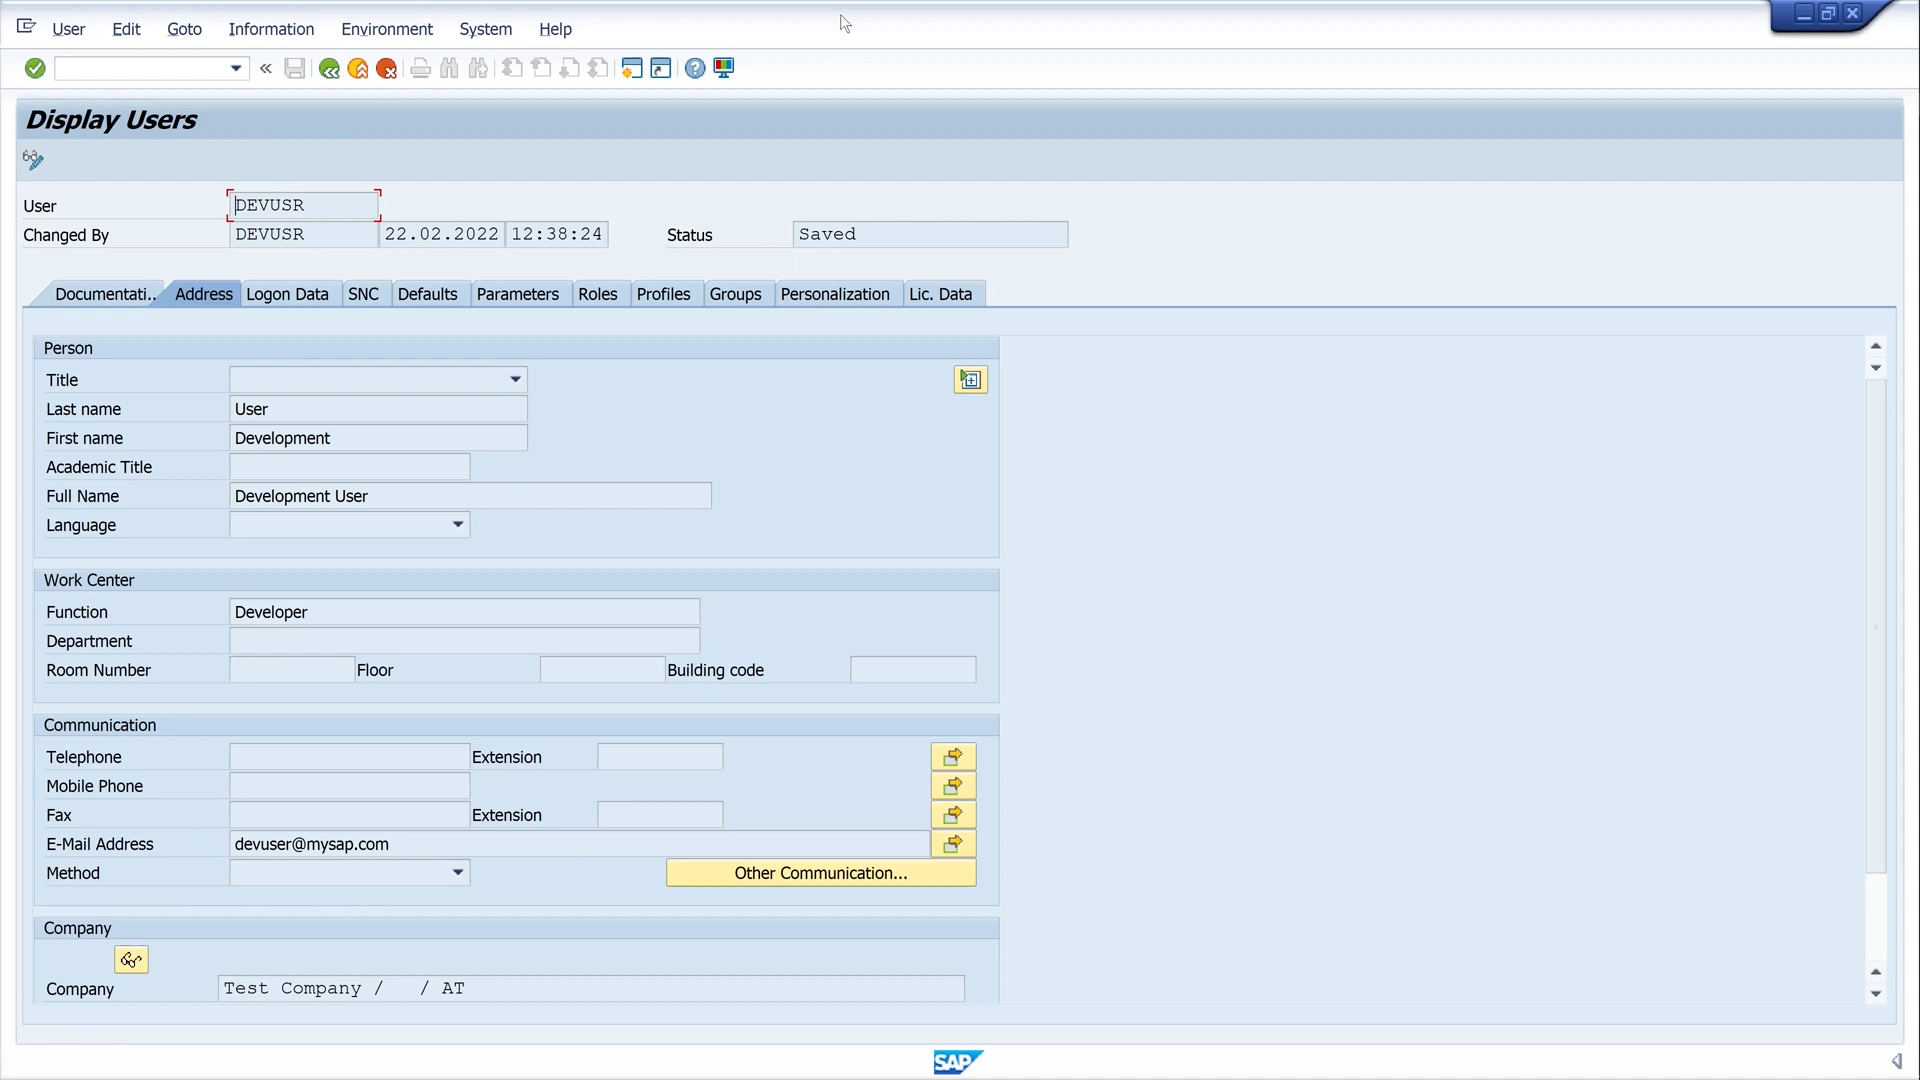 User Edit Goto Information Environment System Help
Display Users
User DEVUSR
Changed By DEVUSR 22.02.2022 12:38:24 Status Saved
Documentati.. Address Logon Data SNC Defaults Parameters Roles Profiles Groups Personalization Lic. Data
Person
Title
Last name User
First name Development
Academic Title
Full Name Development User
Language
Work Center
Function Developer
Department
Room Number Floor Building code
Communication
Telephone Extension
Mobile Phone
Fax Extension
E-Mail Address devuser@mysap.com
Method Other Communication...
Company
Company Test Company / / AT
SAP